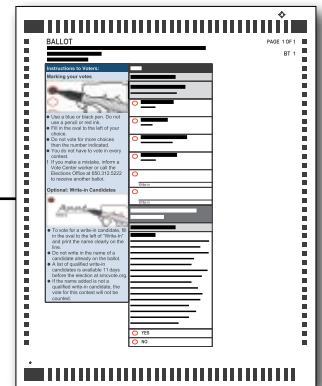 BALLOT
PAGE 1 OF 1
BT 1
Instructions to Voters:
Marking your votes
Use a blue or black pen. Do not
use a pencil or red ink.
Fill in the oval to the left of your
choice.
Do not vote for more choices
than the number indicated.
You do not have to vote in every
contest.
If you make a mistake, inform a
Vote Center worker or call the
Elections Office at 650.312.5222
to receive another ballot.
Optional: Write-in Candidates
To vote for a write-in candidate, fill
in the oval to the left of "Write-in"
and print the name clearly on the
line.
Do not write in the name of a
candidate already on the ballot.
A list of qualified write-in
candidates is available 11 days
before the election at smcvote.org
If the name added is not a
qualified write-in candidate, the
vote for this contest will not be
counted.
Write-in
Write-in
YES
NO